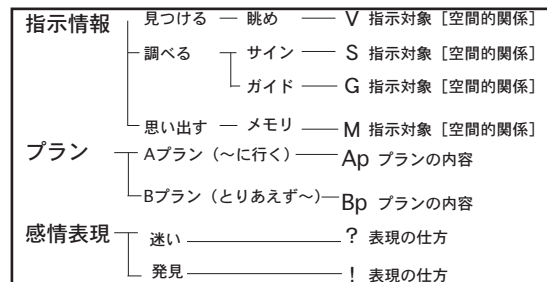 指示情報 見つける 眺め V 指示対象 [空間的関係]
調べる サイン S 指示対象 [空間的関係]
ガイド G 指示対象 [空間的関係]
思い出す メモリ M 指示対象 [空間的関係]
プラン Aプラン（〜に行く） Ap プランの内容
Bプラン（とりあえず〜） Bp プランの内容
感情表現 迷い ? 表現の仕方
発見 ! 表現の仕方